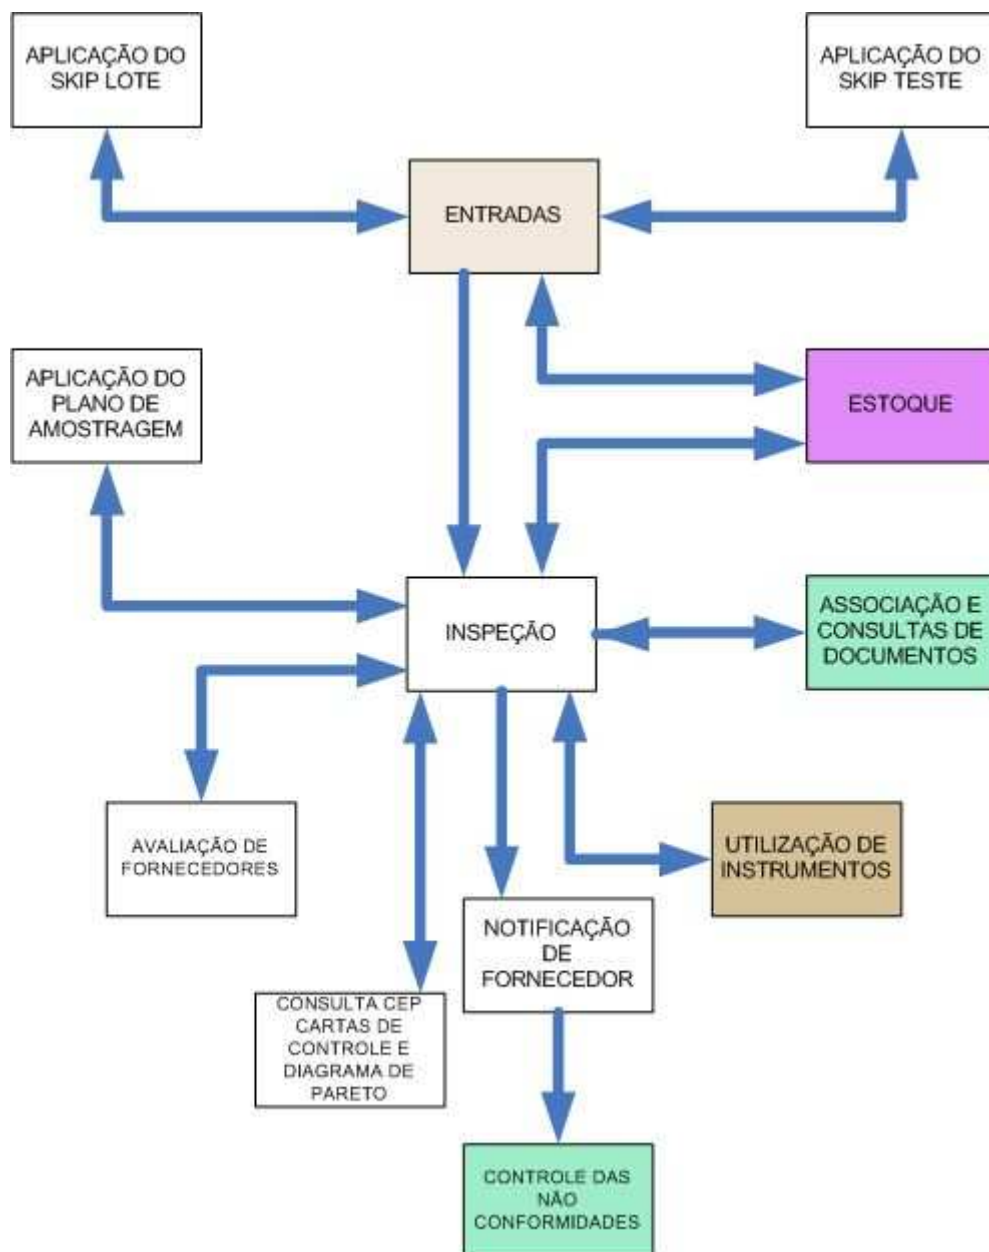 APLICAÇÃO DO
SKIP LOTE
APLICAÇÃO DO
SKIP TESTE
ENTRADAS
APLICAÇÃO DO
PLANO DE
AMOSTRAGEM
ESTOQUE
INSPEÇÃO
ASSOCIAÇÃO E
CONSULTAS DE
DOCUMENTOS
AVALIAÇÃO DE
FORNECEDORES
UTILIZAÇÃO DE
INSTRUMENTOS
NOTIFICAÇÃO
DE
FORNECEDOR
CONSULTA CEP
CARTAS DE
CONTROLE E
DIAGRAMA DE
PARETO
CONTROLE DAS
NÃO
CONFORMIDADES